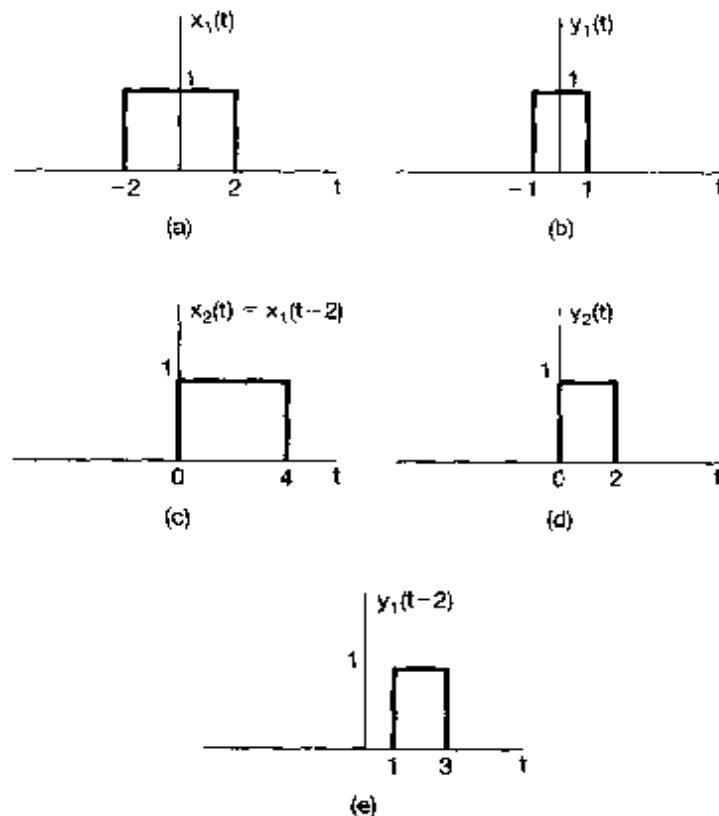 x₁(t)
y₁(t)
1
1
-2
2
t
-1
1
t
(a)
(b)
x₂(t) = x₁(t-2)
y₂(t)
1
1
0
4
t
0
2
t
(c)
(d)
y₁(t-2)
1
1
3
t
(e)